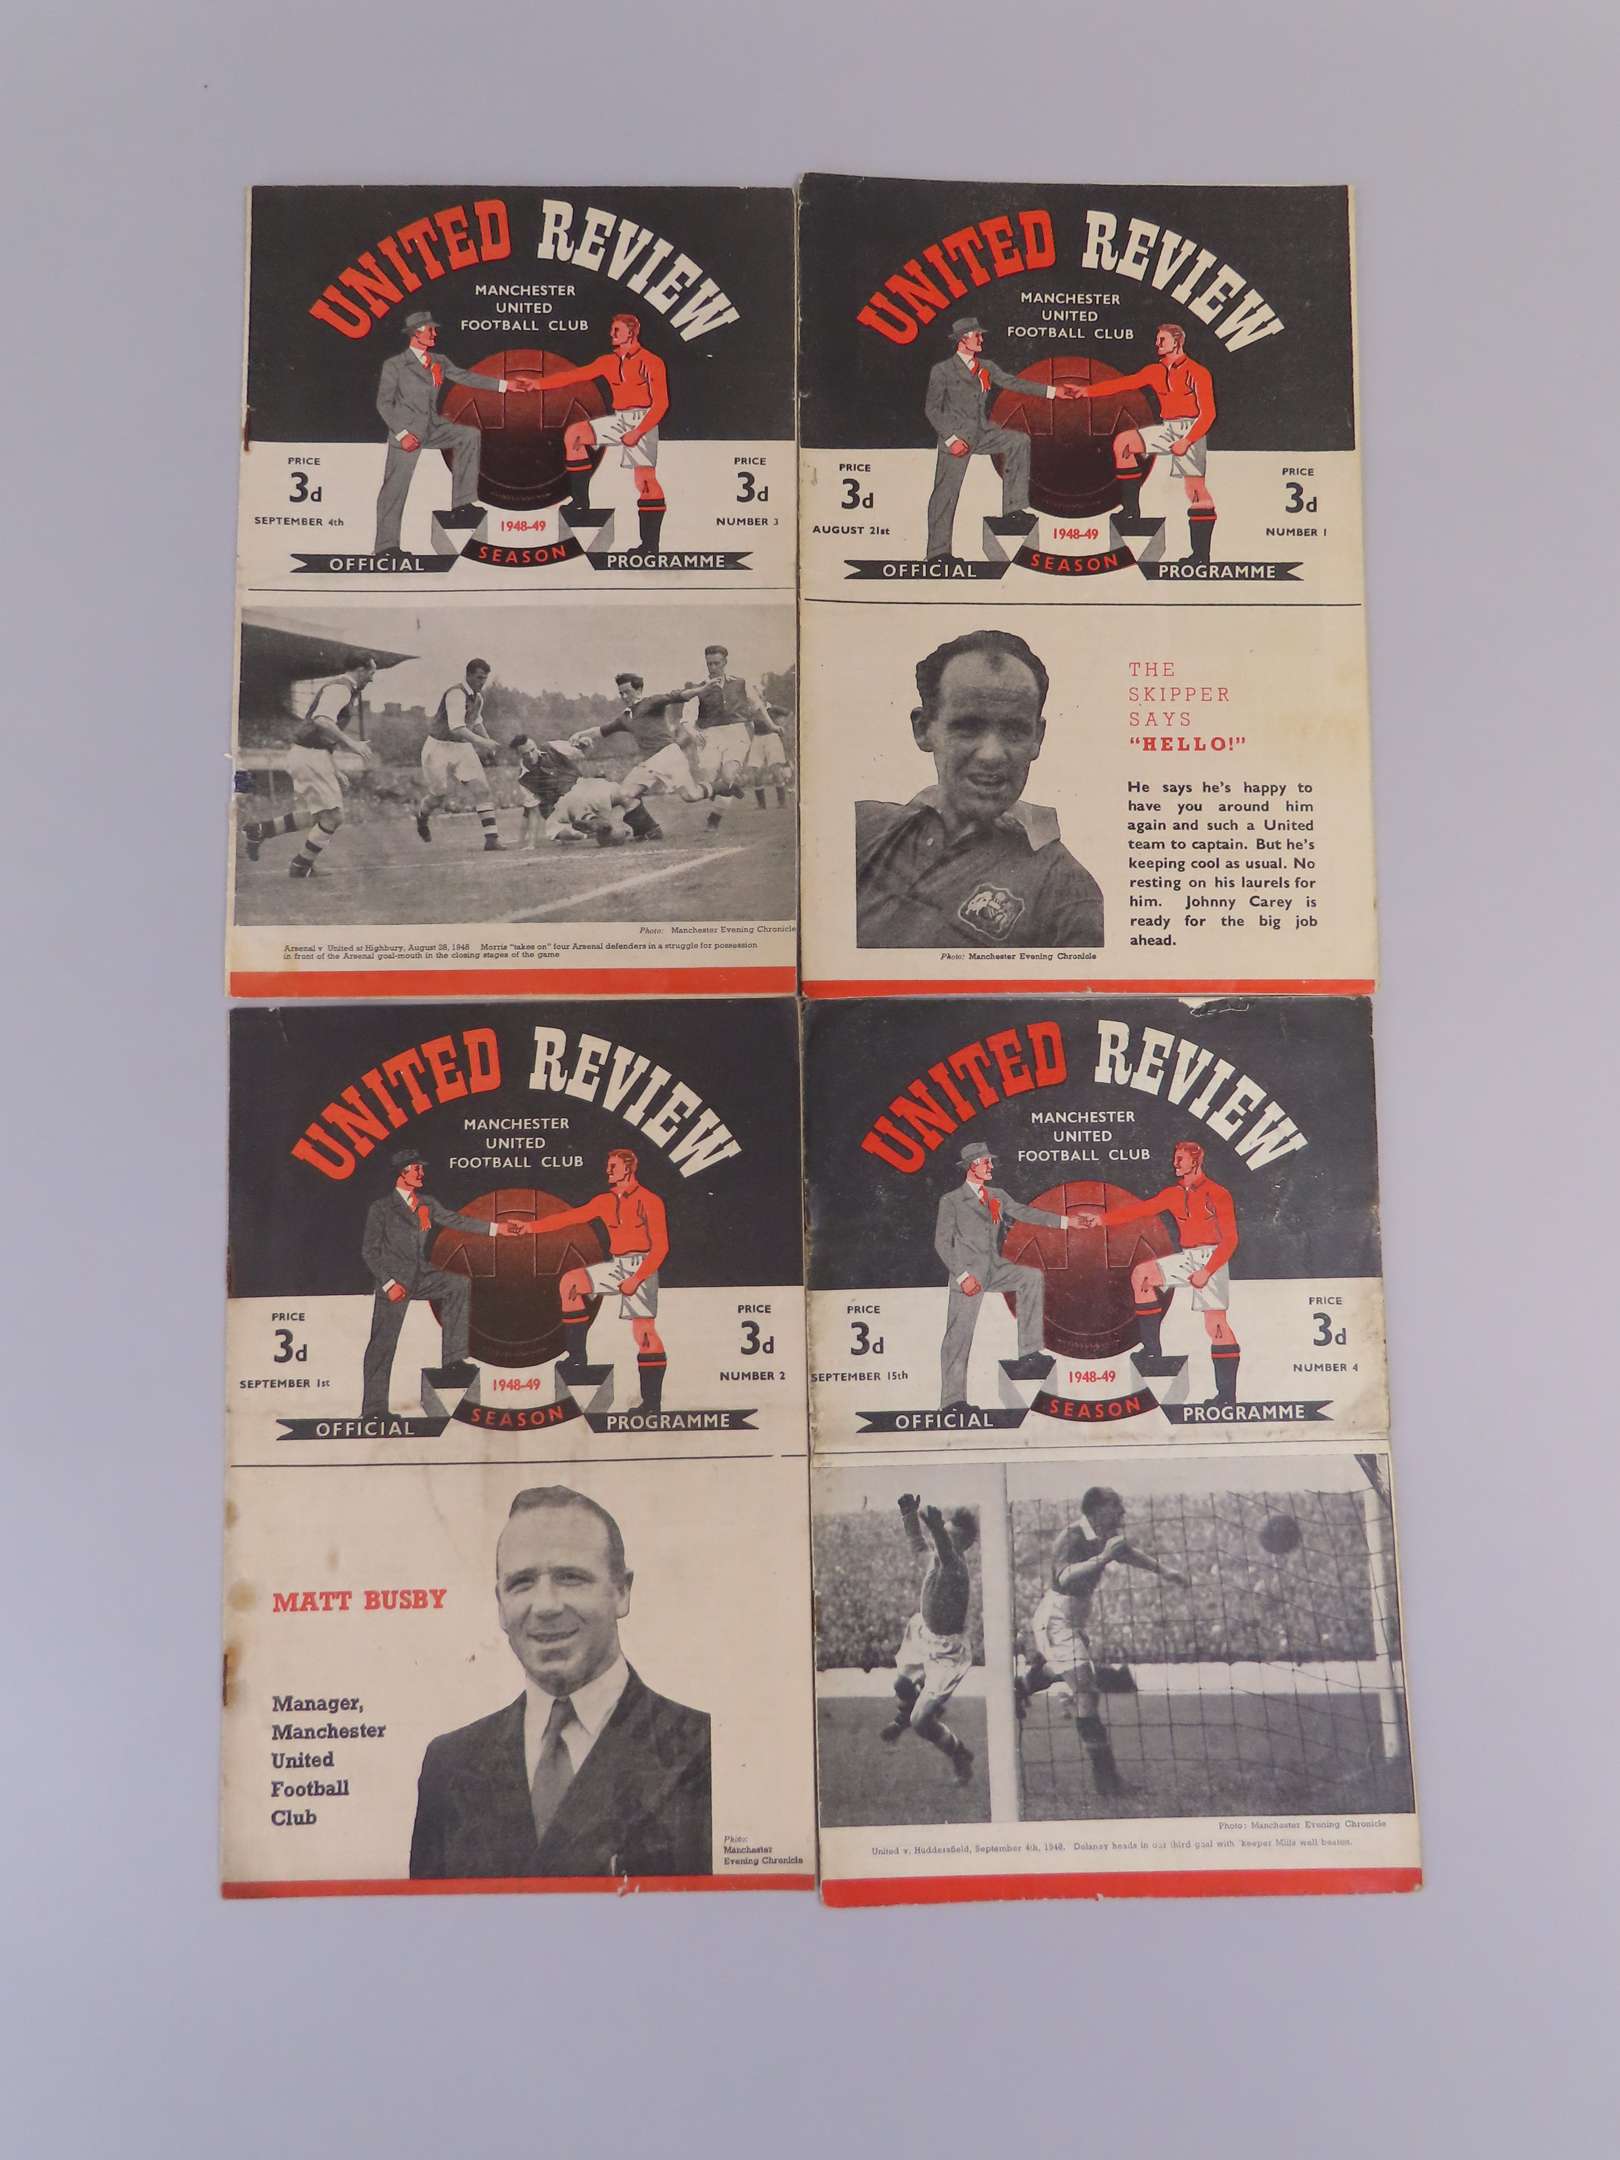 UNITED REVIEW
MANCHESTER
UNITED
FOOTBALL CLUB
PRICE
3d
SEPTEMBER 4th
PRICE
3d
NUMBER 3
1948-49
SEASON
OFFICIAL
PROGRAMME
Photo: Manchester Evening Chronicle
Arsenal v United at Highbury, August 28, 1948 Morris "takes on" four Arsenal defenders in a struggle for possession
in front of the Arsenal goal-mouth in the closing stages of the game
UNITED REVIEW
MANCHESTER
UNITED
FOOTBALL CLUB
PRICE
3d
AUGUST 21st
PRICE
3d
NUMBER 1
1948-49
SEASON
OFFICIAL
PROGRAMME
THE
SKIPPER
SAYS
"HELLO!"
He says he's happy to
have you around him
again and such a United
team to captain. But he's
keeping cool as usual. No
resting on his laurels for
him. Johnny Carey is
ready for the big job
ahead.
Photo: Manchester Evening Chronicle
UNITED REVIEW
MANCHESTER
UNITED
FOOTBALL CLUB
PRICE
3d
SEPTEMBER 1st
PRICE
3d
NUMBER 2
1948-49
SEASON
OFFICIAL
PROGRAMME
MATT BUSBY
Manager,
Manchester
United
Football
Club
Photo:
Manchester
Evening Chronicle
UNITED REVIEW
MANCHESTER
UNITED
FOOTBALL CLUB
PRICE
3d
SEPTEMBER 15th
PRICE
3d
NUMBER 4
1948-49
SEASON
OFFICIAL
PROGRAMME
Photo: Manchester Evening Chronicle
United v. Huddersfield, September 4th, 1948. Delaney heads in our third goal with 'keeper Mills well beaten.